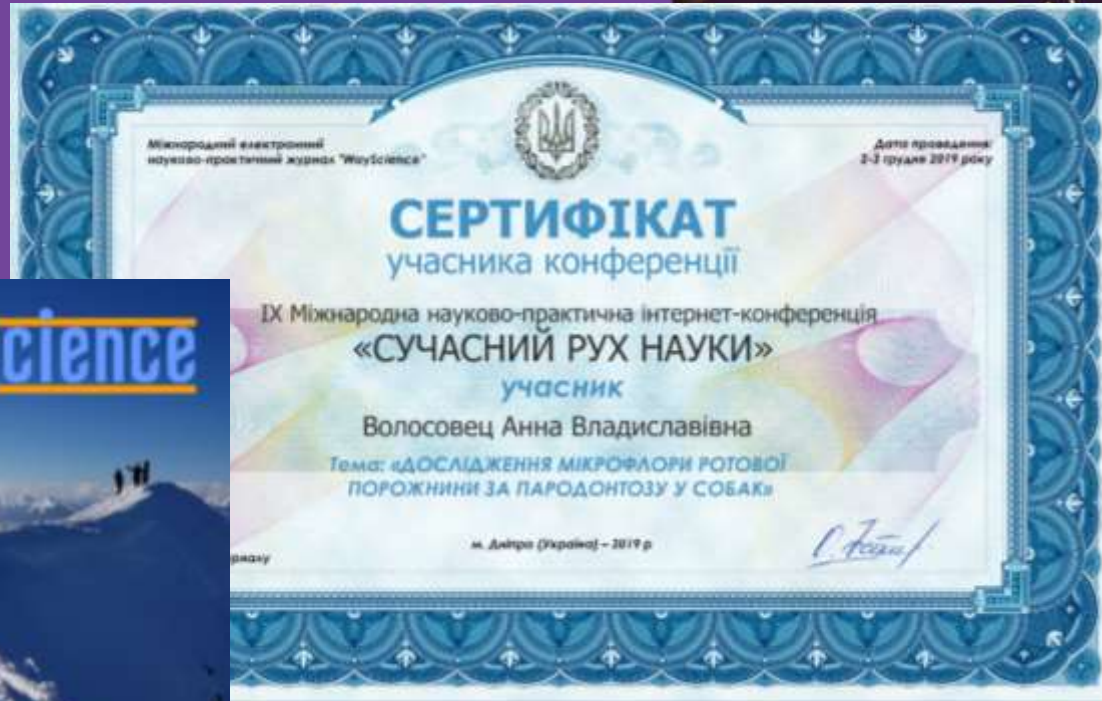 Міжнародний електронний
науково-практичний журнал "WayScience"
Дата проведення:
2-3 грудня 2019 року
СЕРТИФІКАТ
учасника конференції
IX Міжнародна науково-практична інтернет-конференція
«СУЧАСНИЙ РУХ НАУКИ»
учасник
Волосовец Анна Владиславівна
Тема: «ДОСЛІДЖЕННЯ МІКРОФЛОРИ РОТОВОЇ
ПОРОЖНИНИ ЗА ПАРОДОНТОЗУ У СОБАК»
м. Дніпро (Україна) – 2019 р
cience